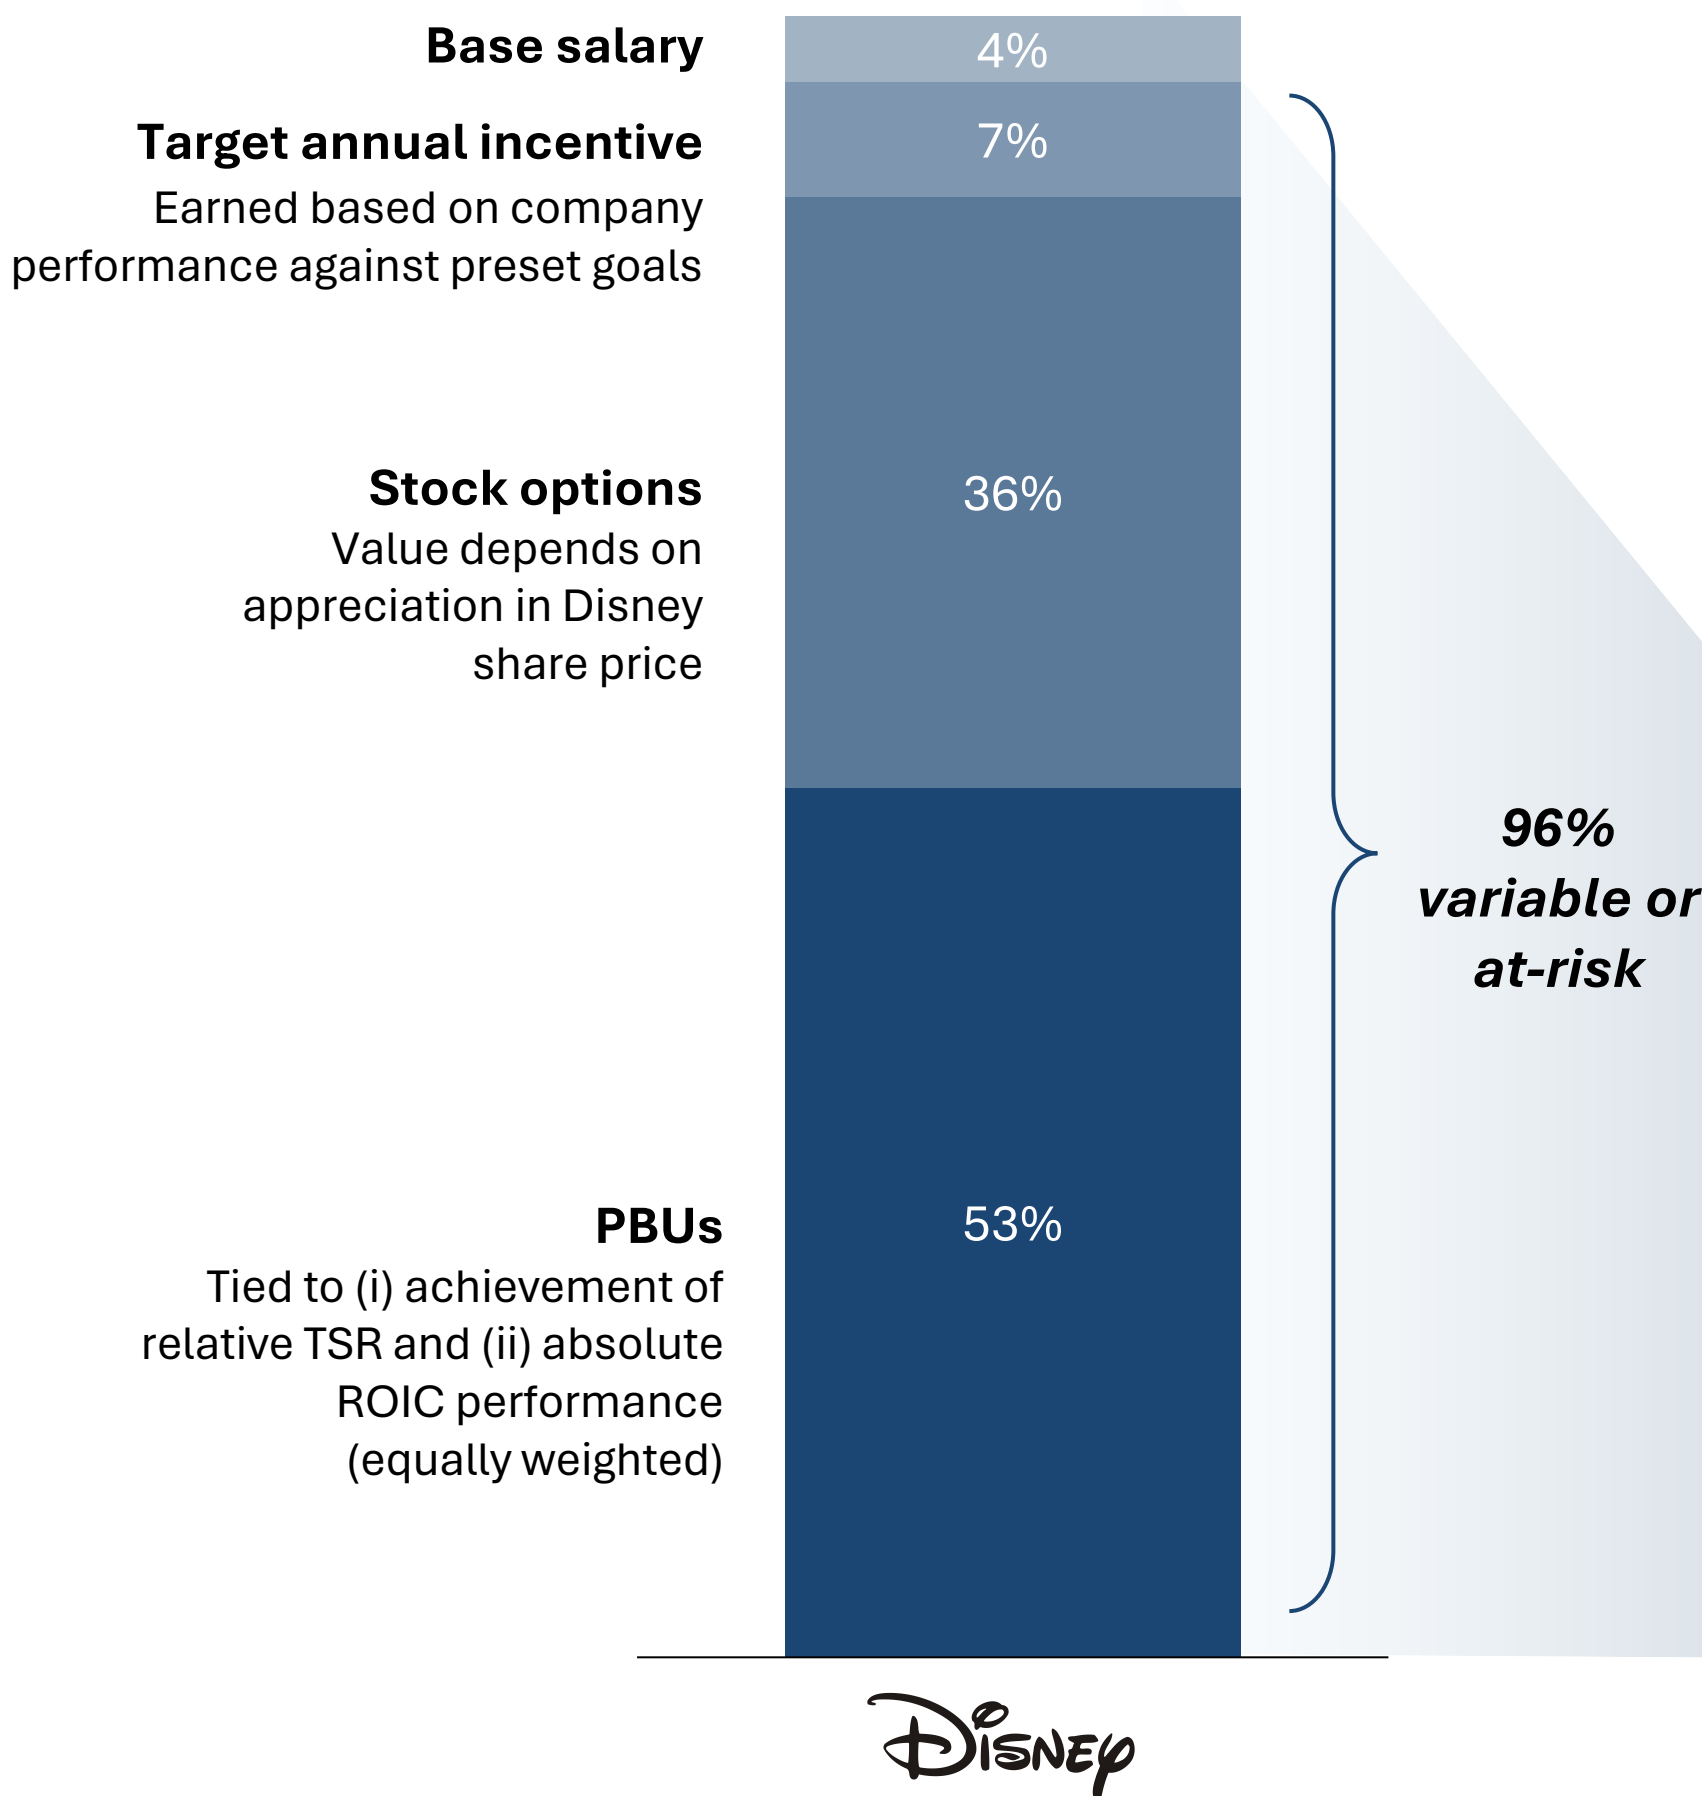 Base salary
4%
Target annual incentive
7%
Earned based on company
performance against preset goals
Stock options
36%
Value depends on
appreciation in Disney
share price
96%
variable or
at-risk
PBUs
53%
Tied to (i) achievement of
relative TSR and (ii) absolute
ROIC performance
(equally weighted)
Disney